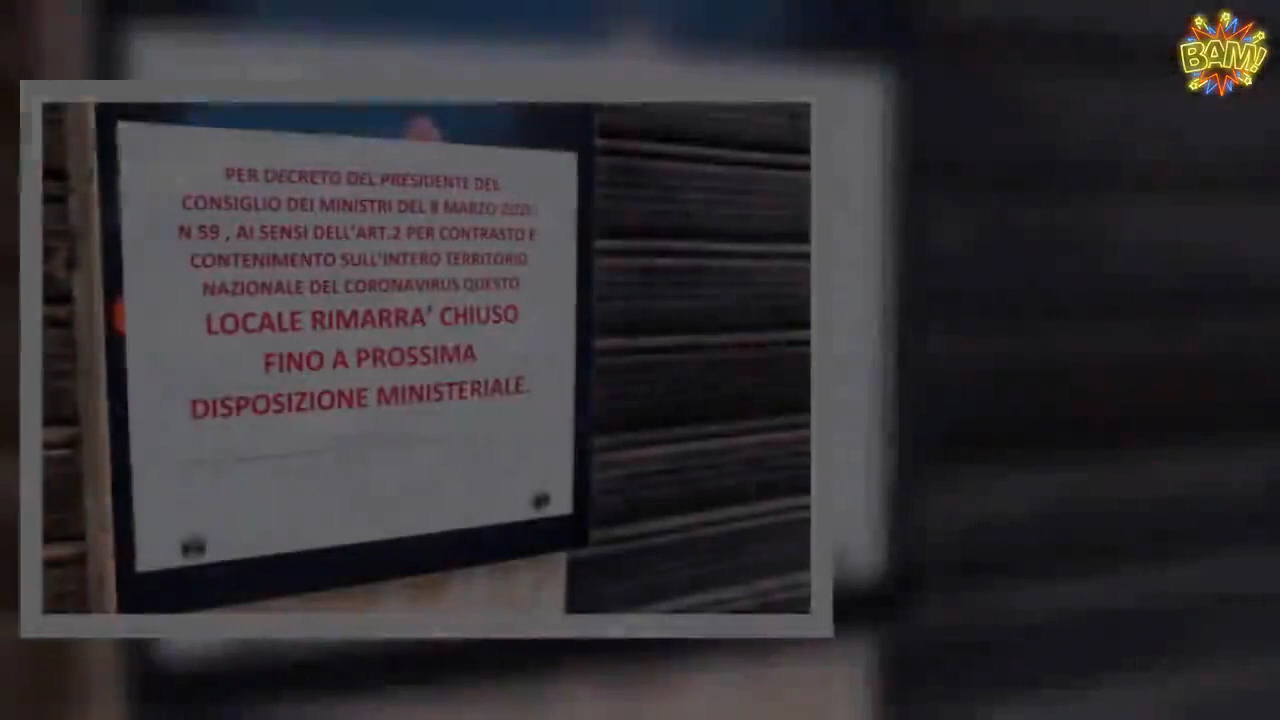 BAM!
PER DECRETO DEL PRESIDENTE DEL
CONSIGLIO DEI MINISTRI DEL 8 MARZO 2020
N 59 , AI SENSI DELL'ART.2 PER CONTRASTO E
CONTENIMENTO SULL'INTERO TERRITORIO
NAZIONALE DEL CORONAVIRUS QUESTO
LOCALE RIMARRA' CHIUSO
FINO A PROSSIMA
DISPOSIZIONE MINISTERIALE.